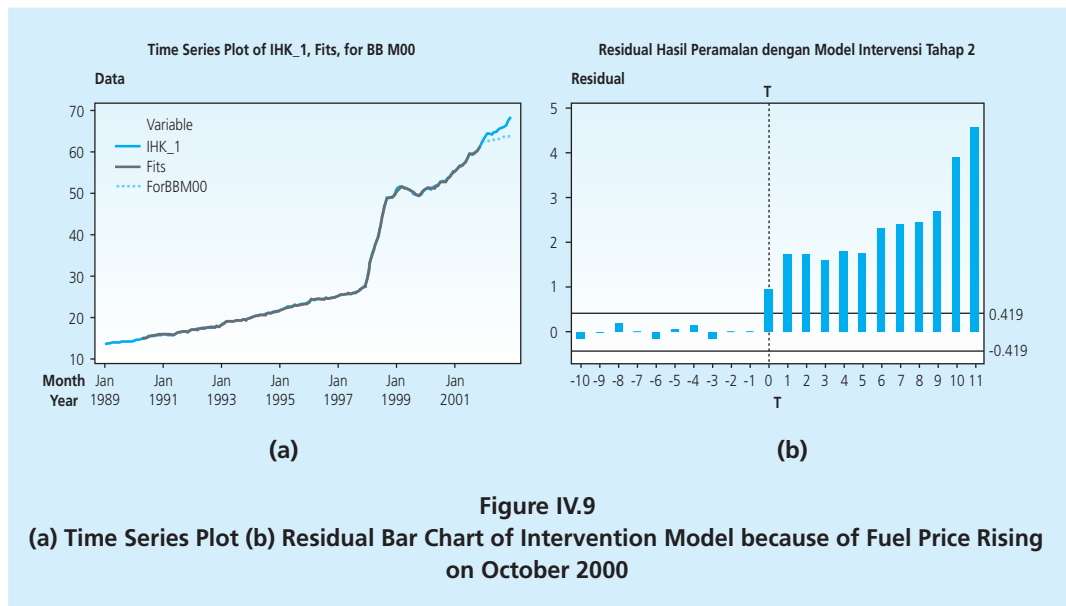 Time Series Plot of IHK_1, Fits, for BB M00
Data
70
60
50
40
30
20
10
Variable
IHK_1
Fits
ForBBM00
Month
Year
Jan Jan Jan Jan Jan Jan Jan
1989 1991 1993 1995 1997 1999 2001
(a)
Residual Hasil Peramalan dengan Model Intervensi Tahap 2
Residual
T
5
4
3
2
1
0
0.419
-0.419
-10 -9 -8 -7 -6 -5 -4 -3 -2 -1 0 1 2 3 4 5 6 7 8 9 10 11
T
(b)
Figure IV.9
(a) Time Series Plot (b) Residual Bar Chart of Intervention Model because of Fuel Price Rising
on October 2000